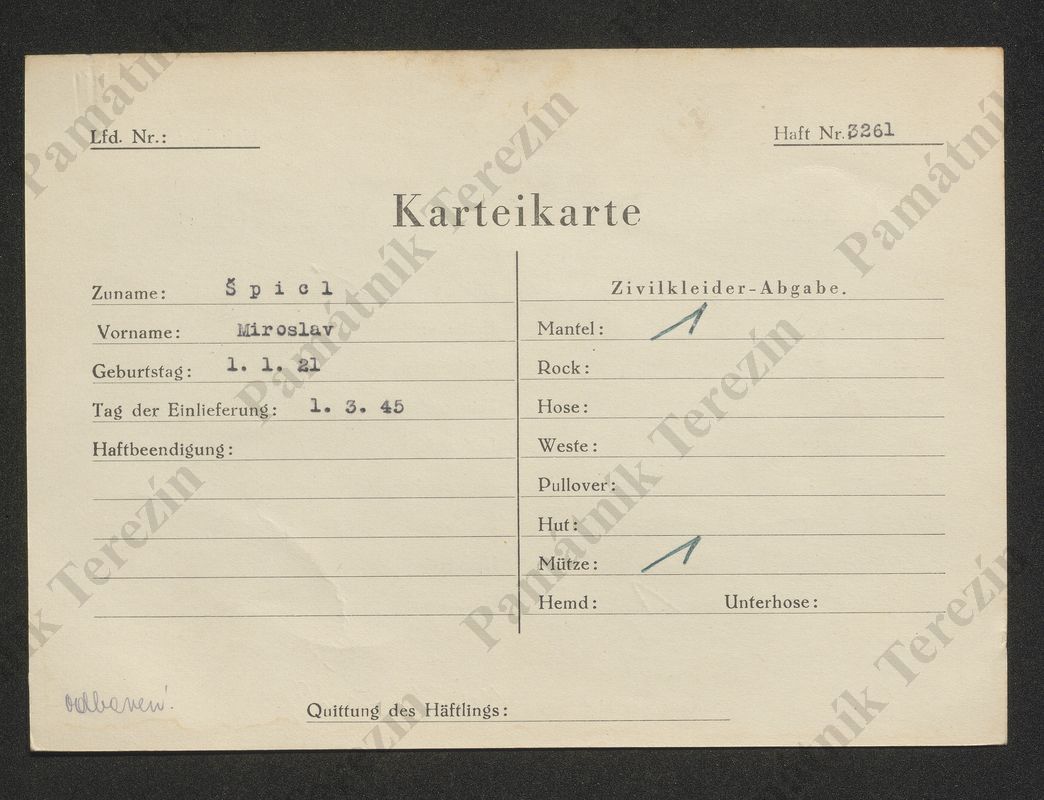 Lfd. Nr.:
Haft Nr. 3261
Karteikarte
Zuname: Špicl
Vorname: Miroslav
Geburtstag: 1. 1. 21
Tag der Einlieferung: 1. 3. 45
Haftbeendigung:
Zivilkleider-Abgabe.
Mantel: 1
Rock:
Hose:
Weste:
Pullover:
Hut:
Mütze: 1
Hemd: Unterhose:
odbaven
Quittung des Häftlings:
Památník Terezín